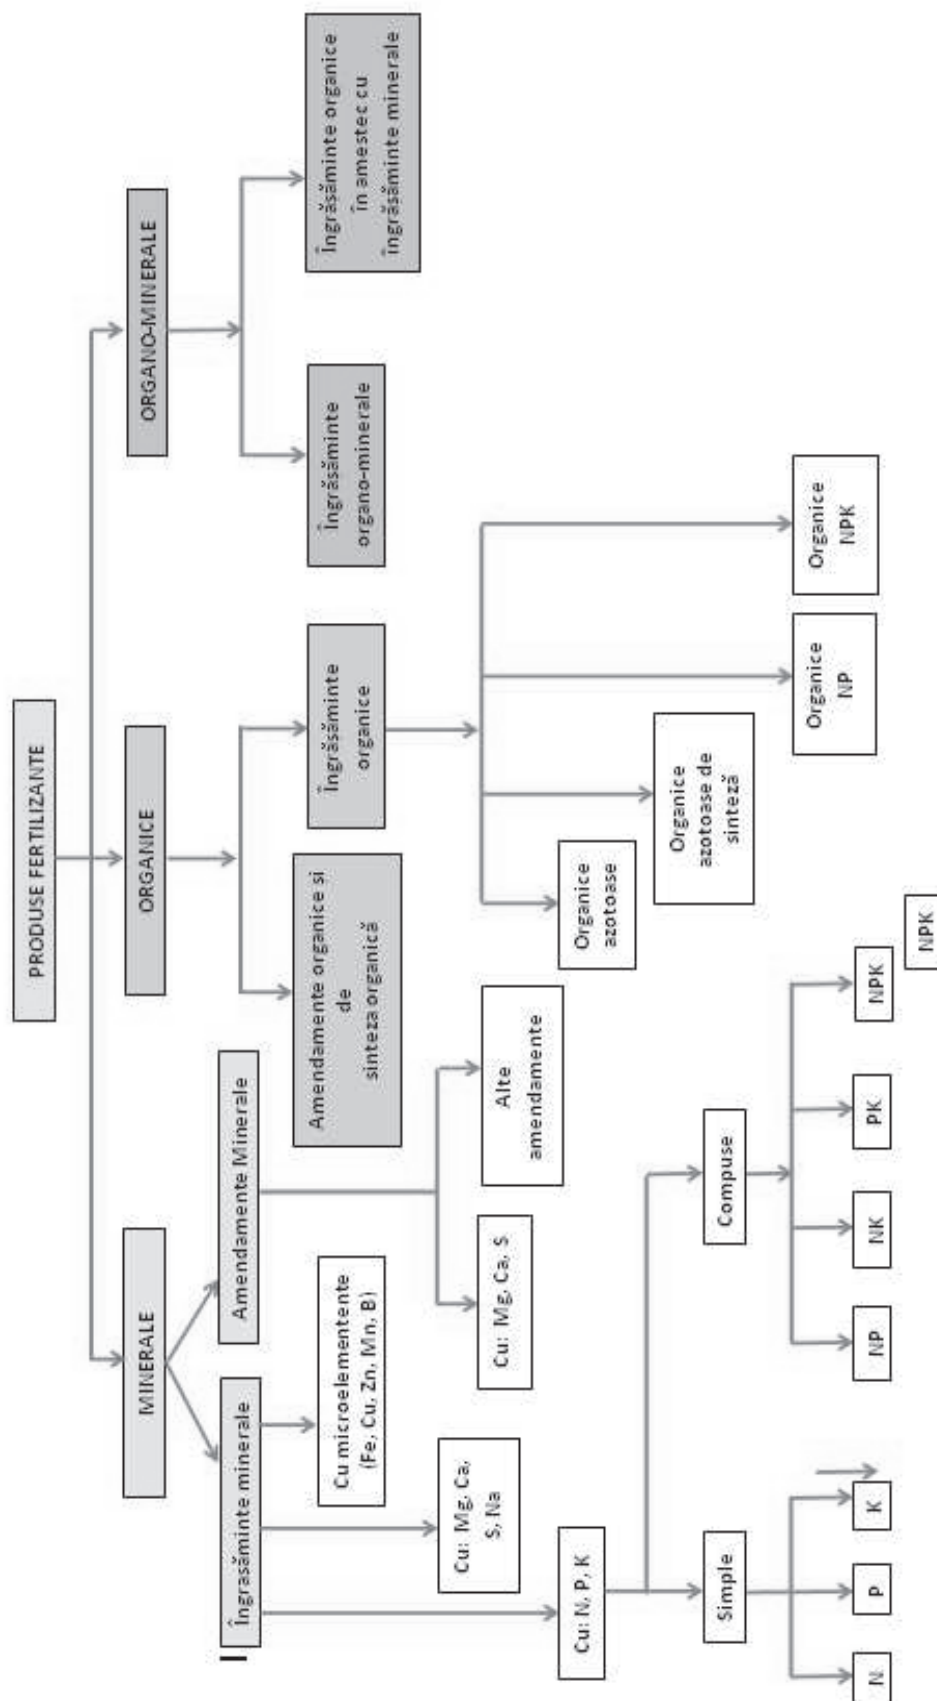 PRODUSE FERTILIZANTE
MINERALE
ORGANICE
ORGANO-MINERALE
Îngrasăminte minerale
Amendamente Minerale
Amendamente organice si
de
sinteza organică
Îngrășăminte
organice
Îngrășăminte
organo-minerale
Îngrășăminte organice
în amestec cu
îngrășăminte minerale
Cu microelementente
(Fe, Cu, Zn, Mn, B)
Cu: Mg, Ca,
S, Na
Cu: Mg, Ca, S
Alte
amendamente
Cu: N, P, K
Organice
azotoase
Organice
azotoase de
sinteză
Organice
NP
Organice
NPK
Simple
Compuse
N
P
K
NP
NK
PK
NPK
NPK